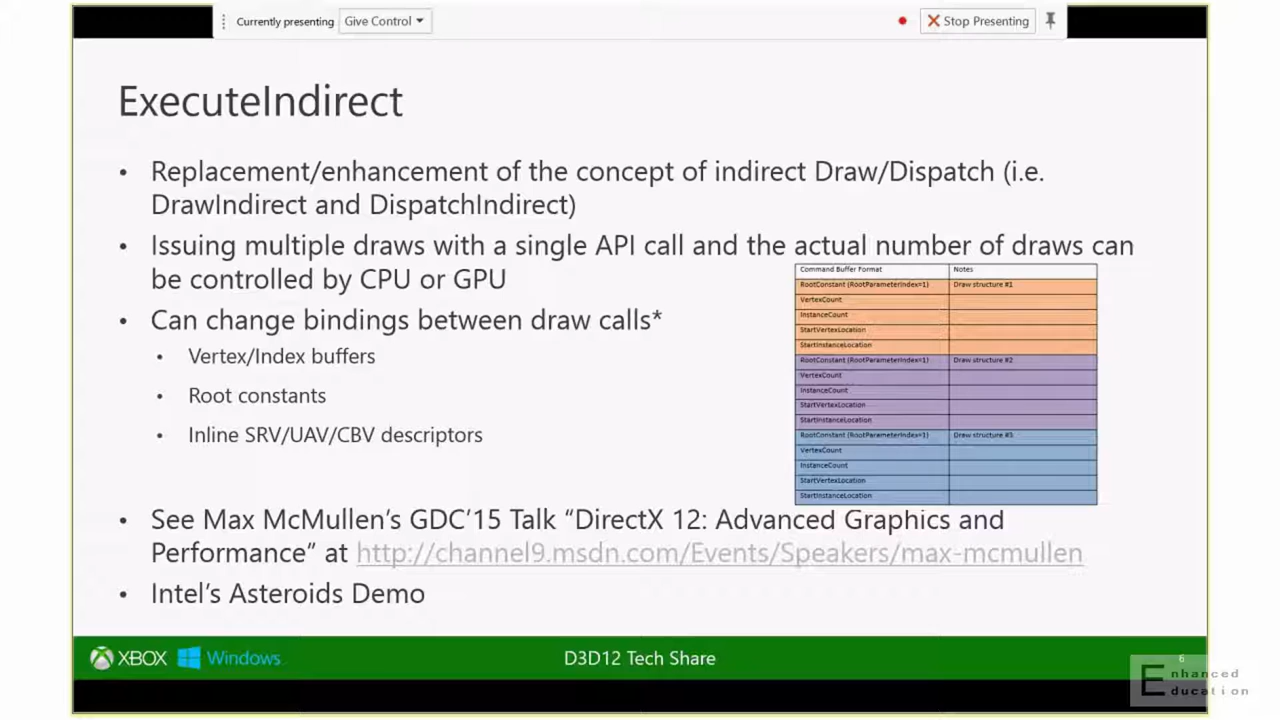 Currently presenting Give Control Stop Presenting
ExecuteIndirect
• Replacement/enhancement of the concept of indirect Draw/Dispatch (i.e.
DrawIndirect and DispatchIndirect)
• Issuing multiple draws with a single API call and the actual number of draws can
be controlled by CPU or GPU
• Can change bindings between draw calls*
• Vertex/Index buffers
• Root constants
• Inline SRV/UAV/CBV descriptors
Command Buffer Format Notes
RootConstant (RootParameterIndex=1) Draw structure #1
VertexCount
InstanceCount
StartVertexLocation
StartInstanceLocation
RootConstant (RootParameterIndex=1) Draw structure #2
VertexCount
InstanceCount
StartVertexLocation
StartInstanceLocation
RootConstant (RootParameterIndex=1) Draw structure #3
VertexCount
InstanceCount
StartVertexLocation
StartInstanceLocation
• See Max McMullen's GDC'15 Talk “DirectX 12: Advanced Graphics and
Performance” at http://channel9.msdn.com/Events/Speakers/max-mcmullen
• Intel's Asteroids Demo
XBOX Windows D3D12 Tech Share 6
Enhanced
Education